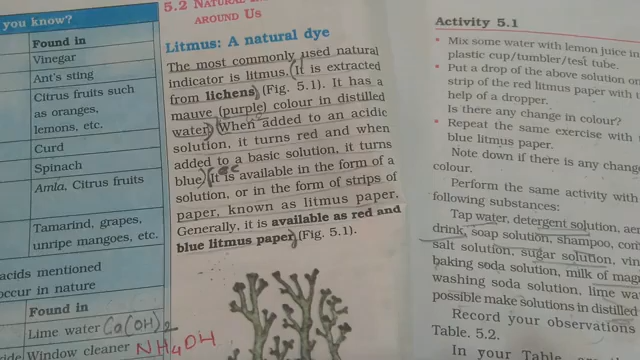 you know?
Found in
Vinegar
Ant's sting
Citrus fruits such
as oranges,
lemons, etc.
Curd
Spinach
Amla, Citrus fruits
Tamarind, grapes,
unripe mangoes, etc.
acids mentioned
occur in nature
Found in
Lime water Ca(OH)2
Window cleaner NH4OH
5.2 NATURAL
AROUND US
Litmus: A natural dye
The most commonly used natural
indicator is litmus. It is extracted
from lichens (Fig. 5.1). It has a
mauve (purple) colour in distilled
water. When added to an acidic
solution, it turns red and when
added to a basic solution, it turns
blue. It is available in the form of a
solution, or in the form of strips of
paper, known as litmus paper.
Generally, it is available as red and
blue litmus paper (Fig. 5.1).
Activity 5.1
• Mix some water with lemon juice in
plastic cup/tumbler/test tube.
• Put a drop of the above solution on
strip of the red litmus paper with
help of a dropper.
Is there any change in colour?
• Repeat the same exercise with
blue litmus paper.
Note down if there is any
colour.
Perform the same activity with
following substances:
Tap water, detergent solution,
drink, soap solution, shampoo,
salt solution, sugar solution,
baking soda solution, milk of
washing soda solution, lime
possible make solutions in distilled
Record your observations
Table. 5.2.
In your Table,